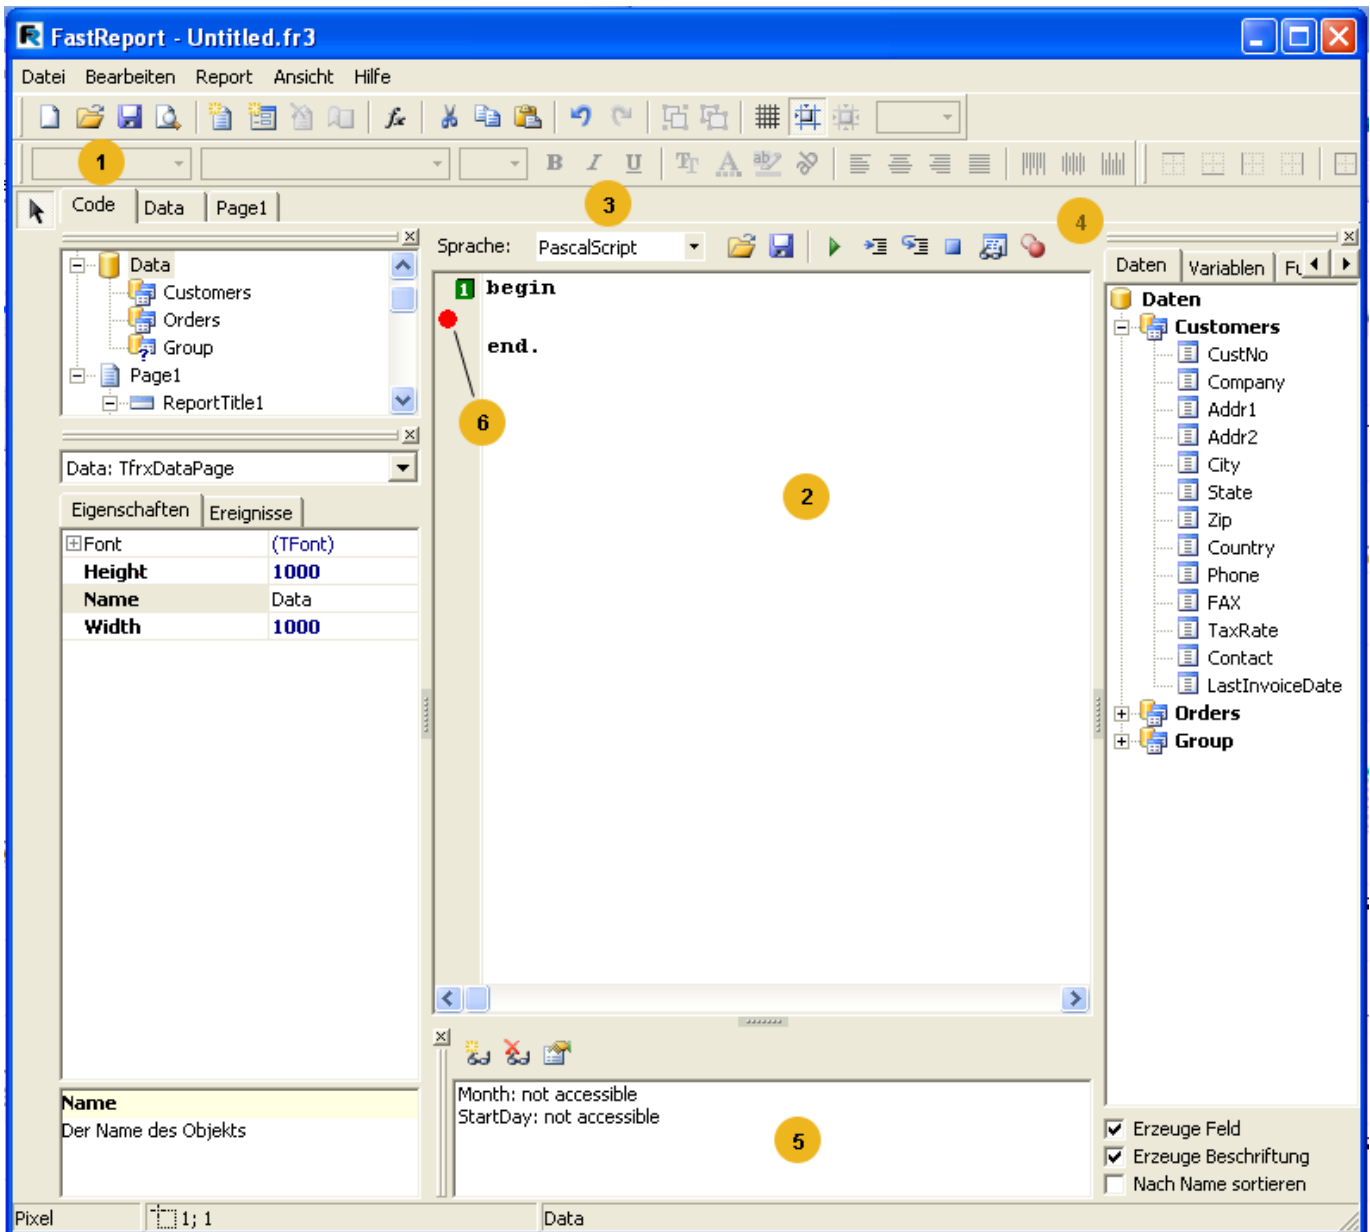 FastReport - Untitled.fr3
Datei Bearbeiten Report Ansicht Hilfe
1
B I U
3
4
Code Data Page1
Sprache: PascalScript
Data
Customers
Orders
Group
Page1
ReportTitle1
Data: TfrxDataPage
Eigenschaften Ereignisse
Font (TFont)
Height 1000
Name Data
Width 1000
Name
Der Name des Objekts
1 begin
end.
6
2
Month: not accessible
StartDay: not accessible
5
Daten Variablen Fu
Daten
Customers
CustNo
Company
Addr1
Addr2
City
State
Zip
Country
Phone
FAX
TaxRate
Contact
LastInvoiceDate
Orders
Group
Erzeuge Feld
Erzeuge Beschriftung
Nach Name sortieren
Pixel 1; 1 Data